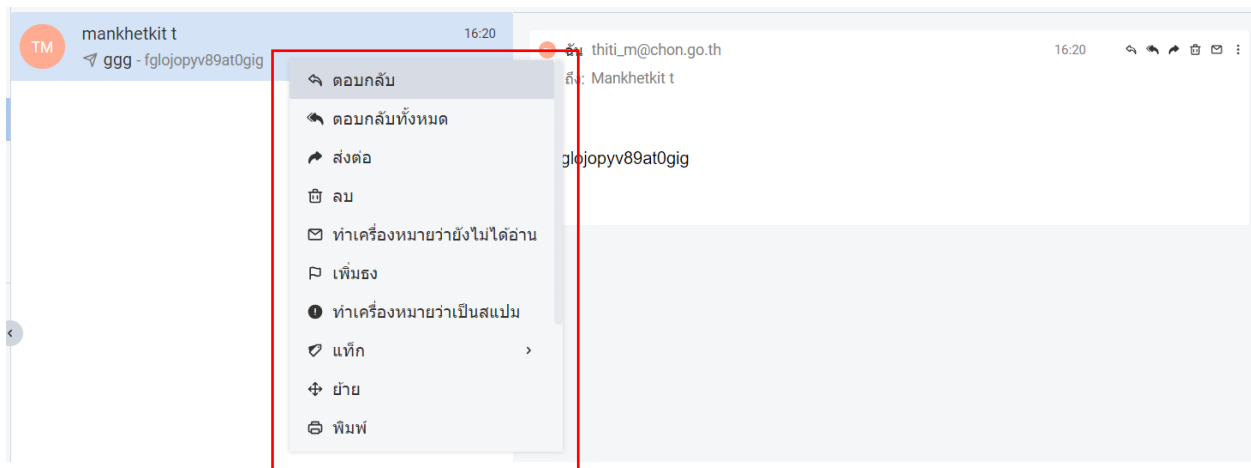 TM
mankhetkit t 16:20
ggg - fglojopyv89at0gig
ตอบกลับ
ตอบกลับทั้งหมด
ส่งต่อ
ลบ
ทำเครื่องหมายว่ายังไม่ได้อ่าน
เพิ่มธง
ทำเครื่องหมายว่าเป็นสแปม
แท็ก
ย้าย
พิมพ์
ฉัน thiti_m@chon.go.th 16:20
ถึง: Mankhetkit t
glojopyv89at0gig